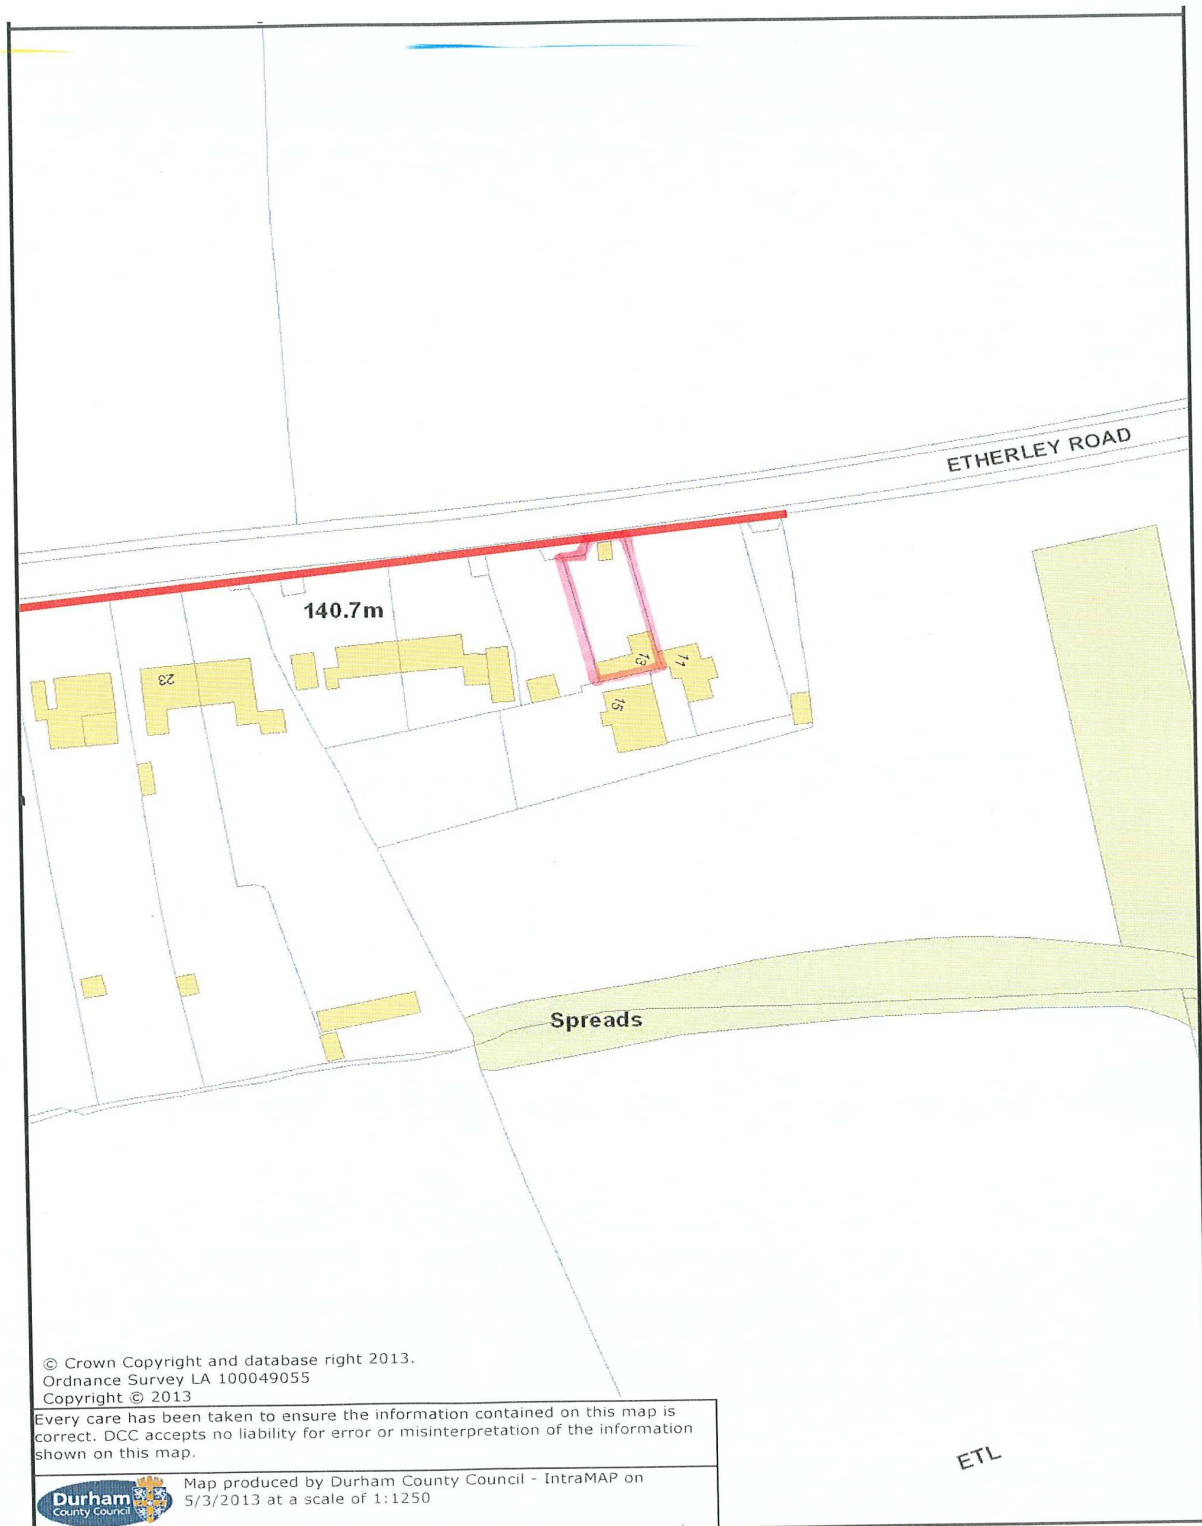 ETHERLEY ROAD
140.7m
23
13
11
15
Spreads
© Crown Copyright and database right 2013.
Ordnance Survey LA 100049055
Copyright © 2013
Every care has been taken to ensure the information contained on this map is
correct. DCC accepts no liability for error or misinterpretation of the information
shown on this map.
ETL
Durham
County Council
Map produced by Durham County Council - IntraMAP on
5/3/2013 at a scale of 1:1250